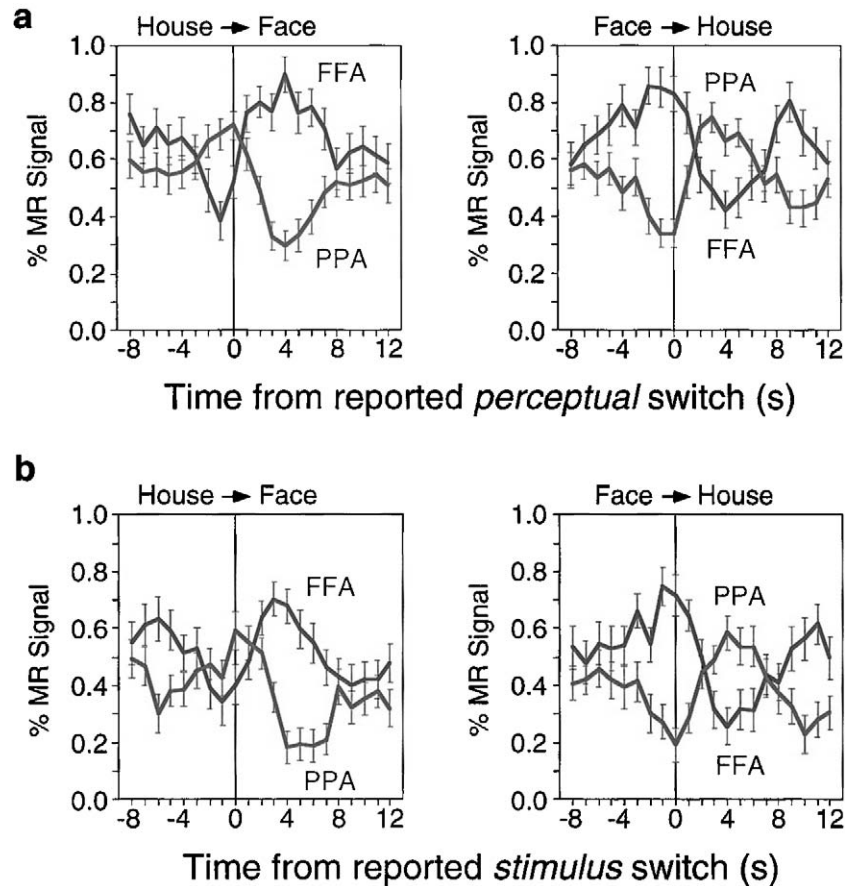 a
House → Face
Face → House
1.0
0.8
0.6
0.4
0.2
0.0
% MR Signal
FFA
PPA
-8 -4 0 4 8 12
1.0
0.8
0.6
0.4
0.2
0.0
% MR Signal
PPA
FFA
-8 -4 0 4 8 12
Time from reported perceptual switch (s)
b
House → Face
Face → House
1.0
0.8
0.6
0.4
0.2
0.0
% MR Signal
FFA
PPA
-8 -4 0 4 8 12
1.0
0.8
0.6
0.4
0.2
0.0
% MR Signal
PPA
FFA
-8 -4 0 4 8 12
Time from reported stimulus switch (s)